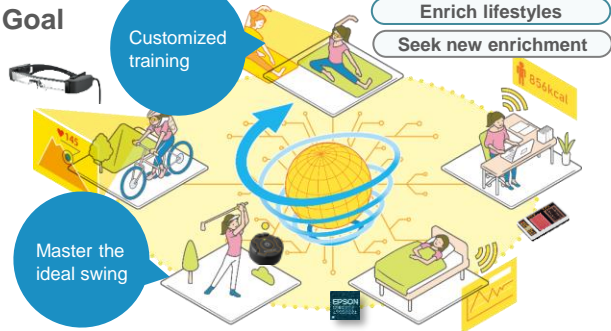 Goal
Enrich lifestyles
Seek new enrichment
Customized
training
856kcal
145
Master the
ideal swing
EPSON